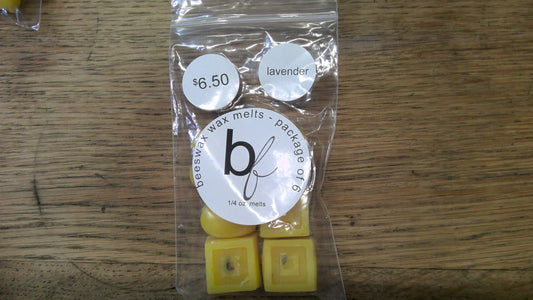 $6.50
lavender
beeswax wax melts - package of 6
bf
1/4 oz. melts